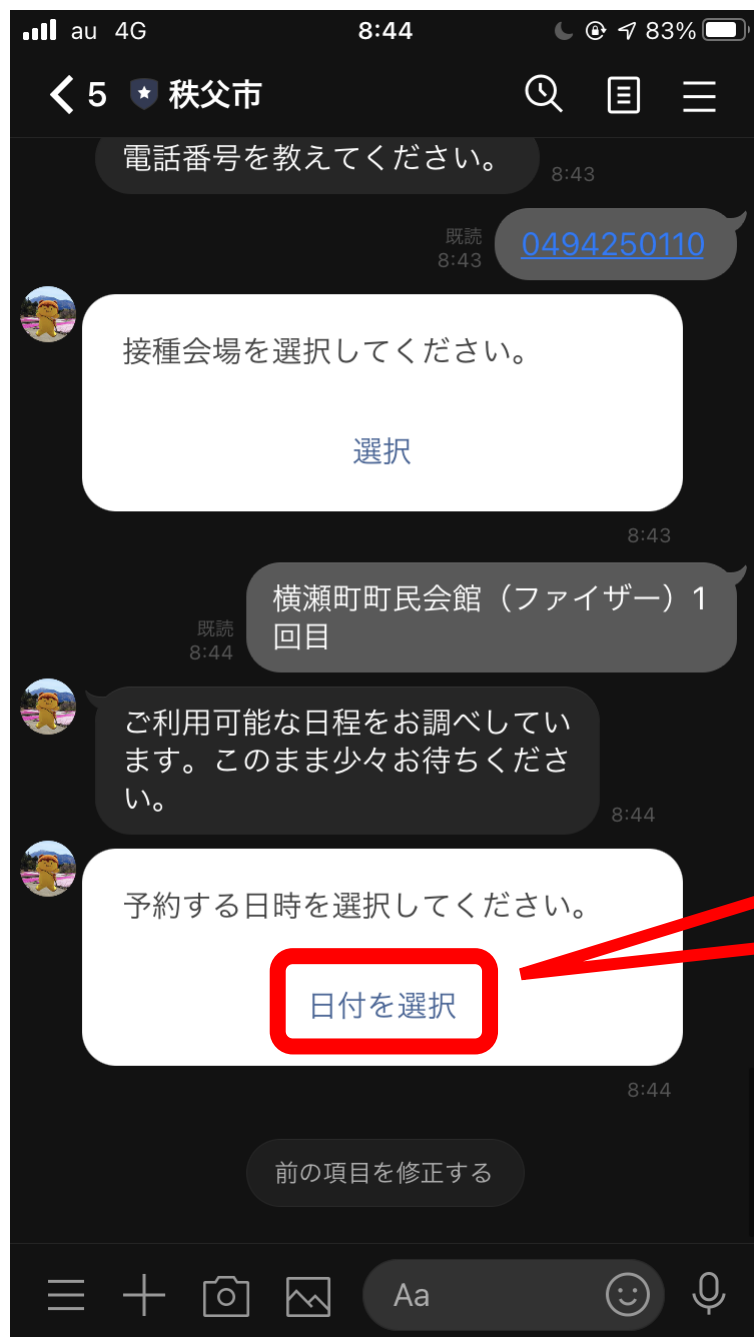 au 4G 8:44 83%
5 秩父市
電話番号を教えてください。
8:43
既読
8:43
0494250110
接種会場を選択してください。
選択
8:43
横瀬町町民会館（ファイザー）1
回目
既読
8:44
ご利用可能な日程をお調べしてい
ます。このまま少々お待ちくださ
い。
8:44
予約する日時を選択してください。
日付を選択
8:44
前の項目を修正する
Aa